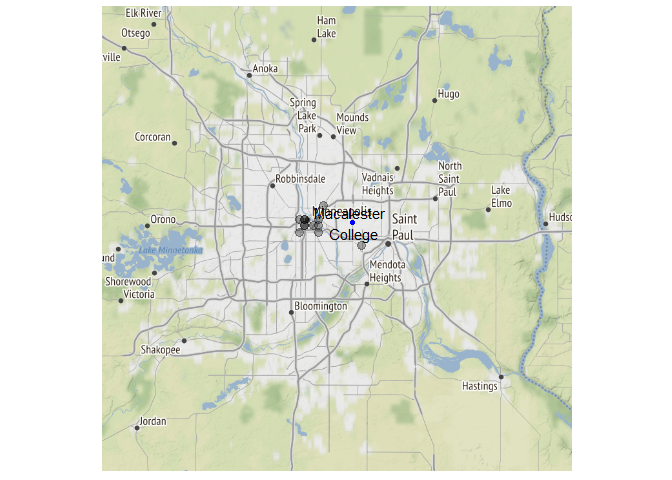 Elk River
Ham
Lake
Otsego
ville
Anoka
Spring
Lake
Park
Hugo
Mounds
View
Corcoran
North
Saint
Paul
Vadnais
Heights
Robbinsdale
Lake
Elmo
Minneapolis
Macalester
College
Saint
Paul
Orono
Hudso
Lake Minnetonka
nd
Mendota
Heights
Shorewood
Victoria
Bloomington
Shakopee
Hastings
Jordan